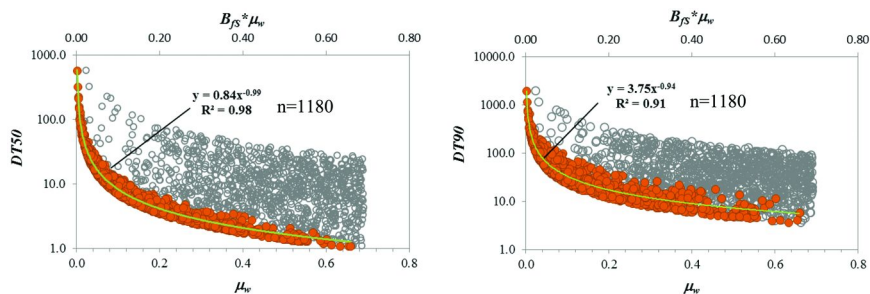 B_fS*μ_w
0.00 0.20 0.40 0.60 0.80
1000.0
100.0
10.0
1.0
DT50
y = 0.84x^-0.99
R² = 0.98
n=1180
0.0 0.2 0.4 0.6 0.8
μ_w
B_fS*μ_w
0.00 0.20 0.40 0.60 0.80
10000.0
1000.0
100.0
10.0
1.0
DT90
y = 3.75x^-0.94
R² = 0.91
n=1180
0.0 0.2 0.4 0.6 0.8
μ_w